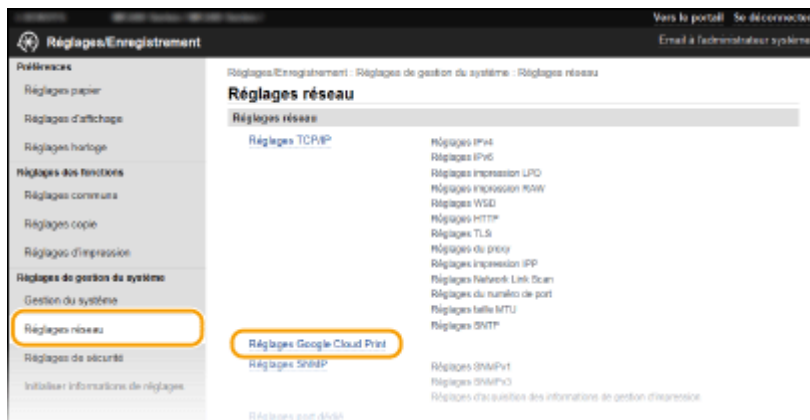 Vers le portail Se déconnecter
Réglages/Enregistrement
Email à l'administrateur système
Préférences
Réglages papier
Réglages d'affichage
Réglages horloge
Réglages des fonctions
Réglages communs
Réglages copie
Réglages d'impression
Réglages de gestion du système
Gestion du système
Réglages réseau
Réglages de sécurité
Initialiser informations de réglages
Réglages/Enregistrement : Réglages de gestion du système : Réglages réseau
Réglages réseau
Réglages réseau
Réglages TCP/IP
Réglages IPv4
Réglages IPv6
Réglages impression LPD
Réglages impression RAW
Réglages WSD
Réglages HTTP
Réglages TLS
Réglages du proxy
Réglages impression IPP
Réglages Network Link Scan
Réglages du numéro de port
Réglages taille MTU
Réglages SNTP
Réglages Google Cloud Print
Réglages SNMP
Réglages SNMPv1
Réglages SNMPv3
Réglages d'acquisition des informations de gestion d'impression
Réglages port dédié